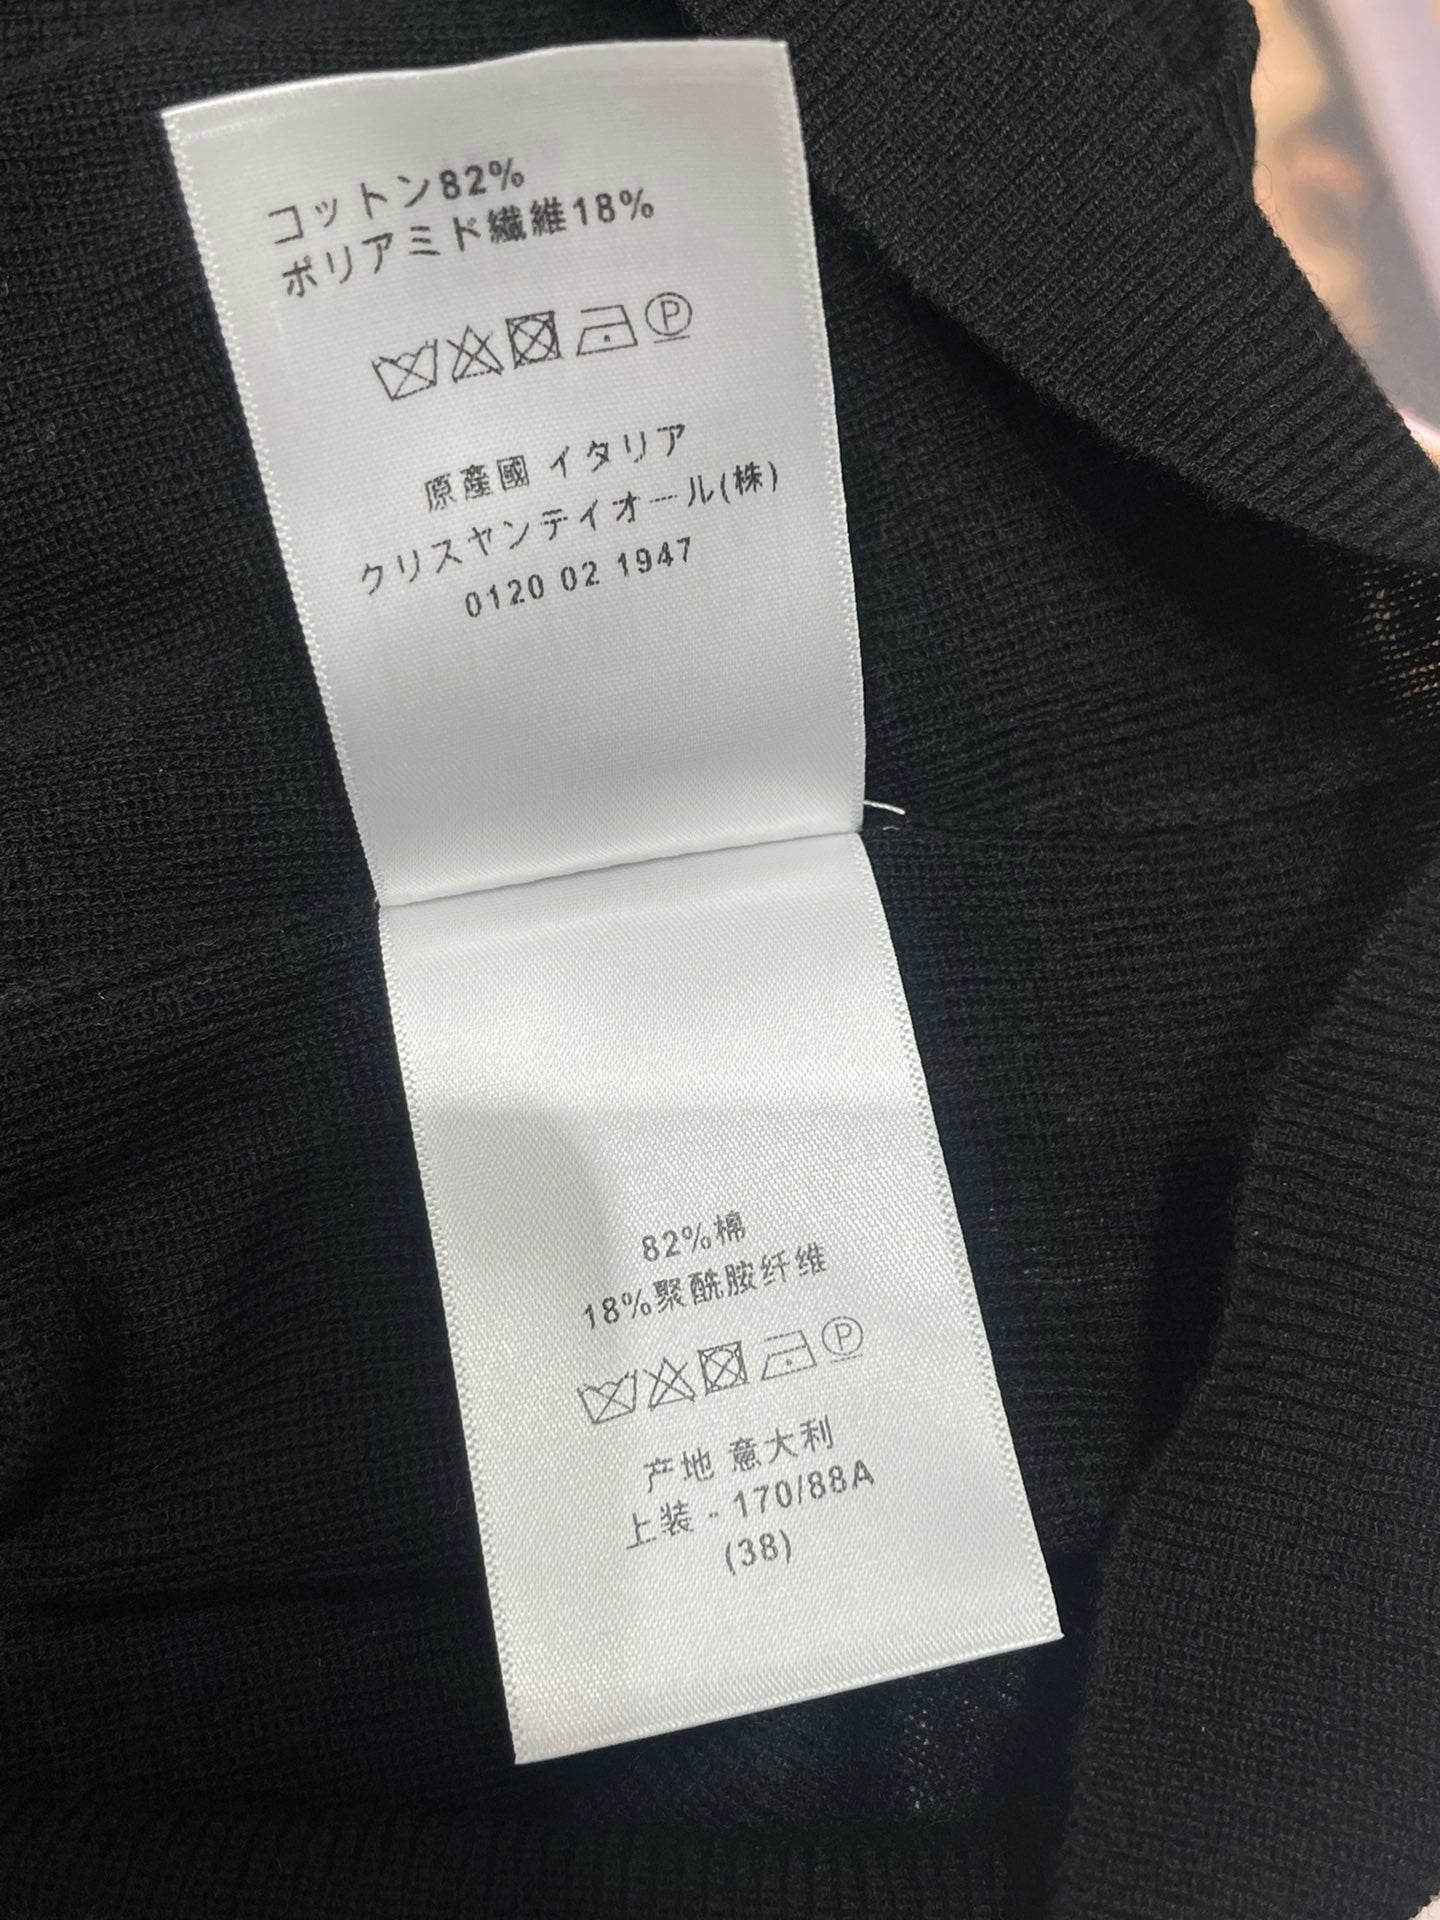 コットン82%
ポリアミド繊維18%
P
原産國 イタリア
クリスヤンテイオール(株)
0120 02 1947
82%棉
18%聚酰胺纤维
P
产地 意大利
上装 - 170/88A
(38)